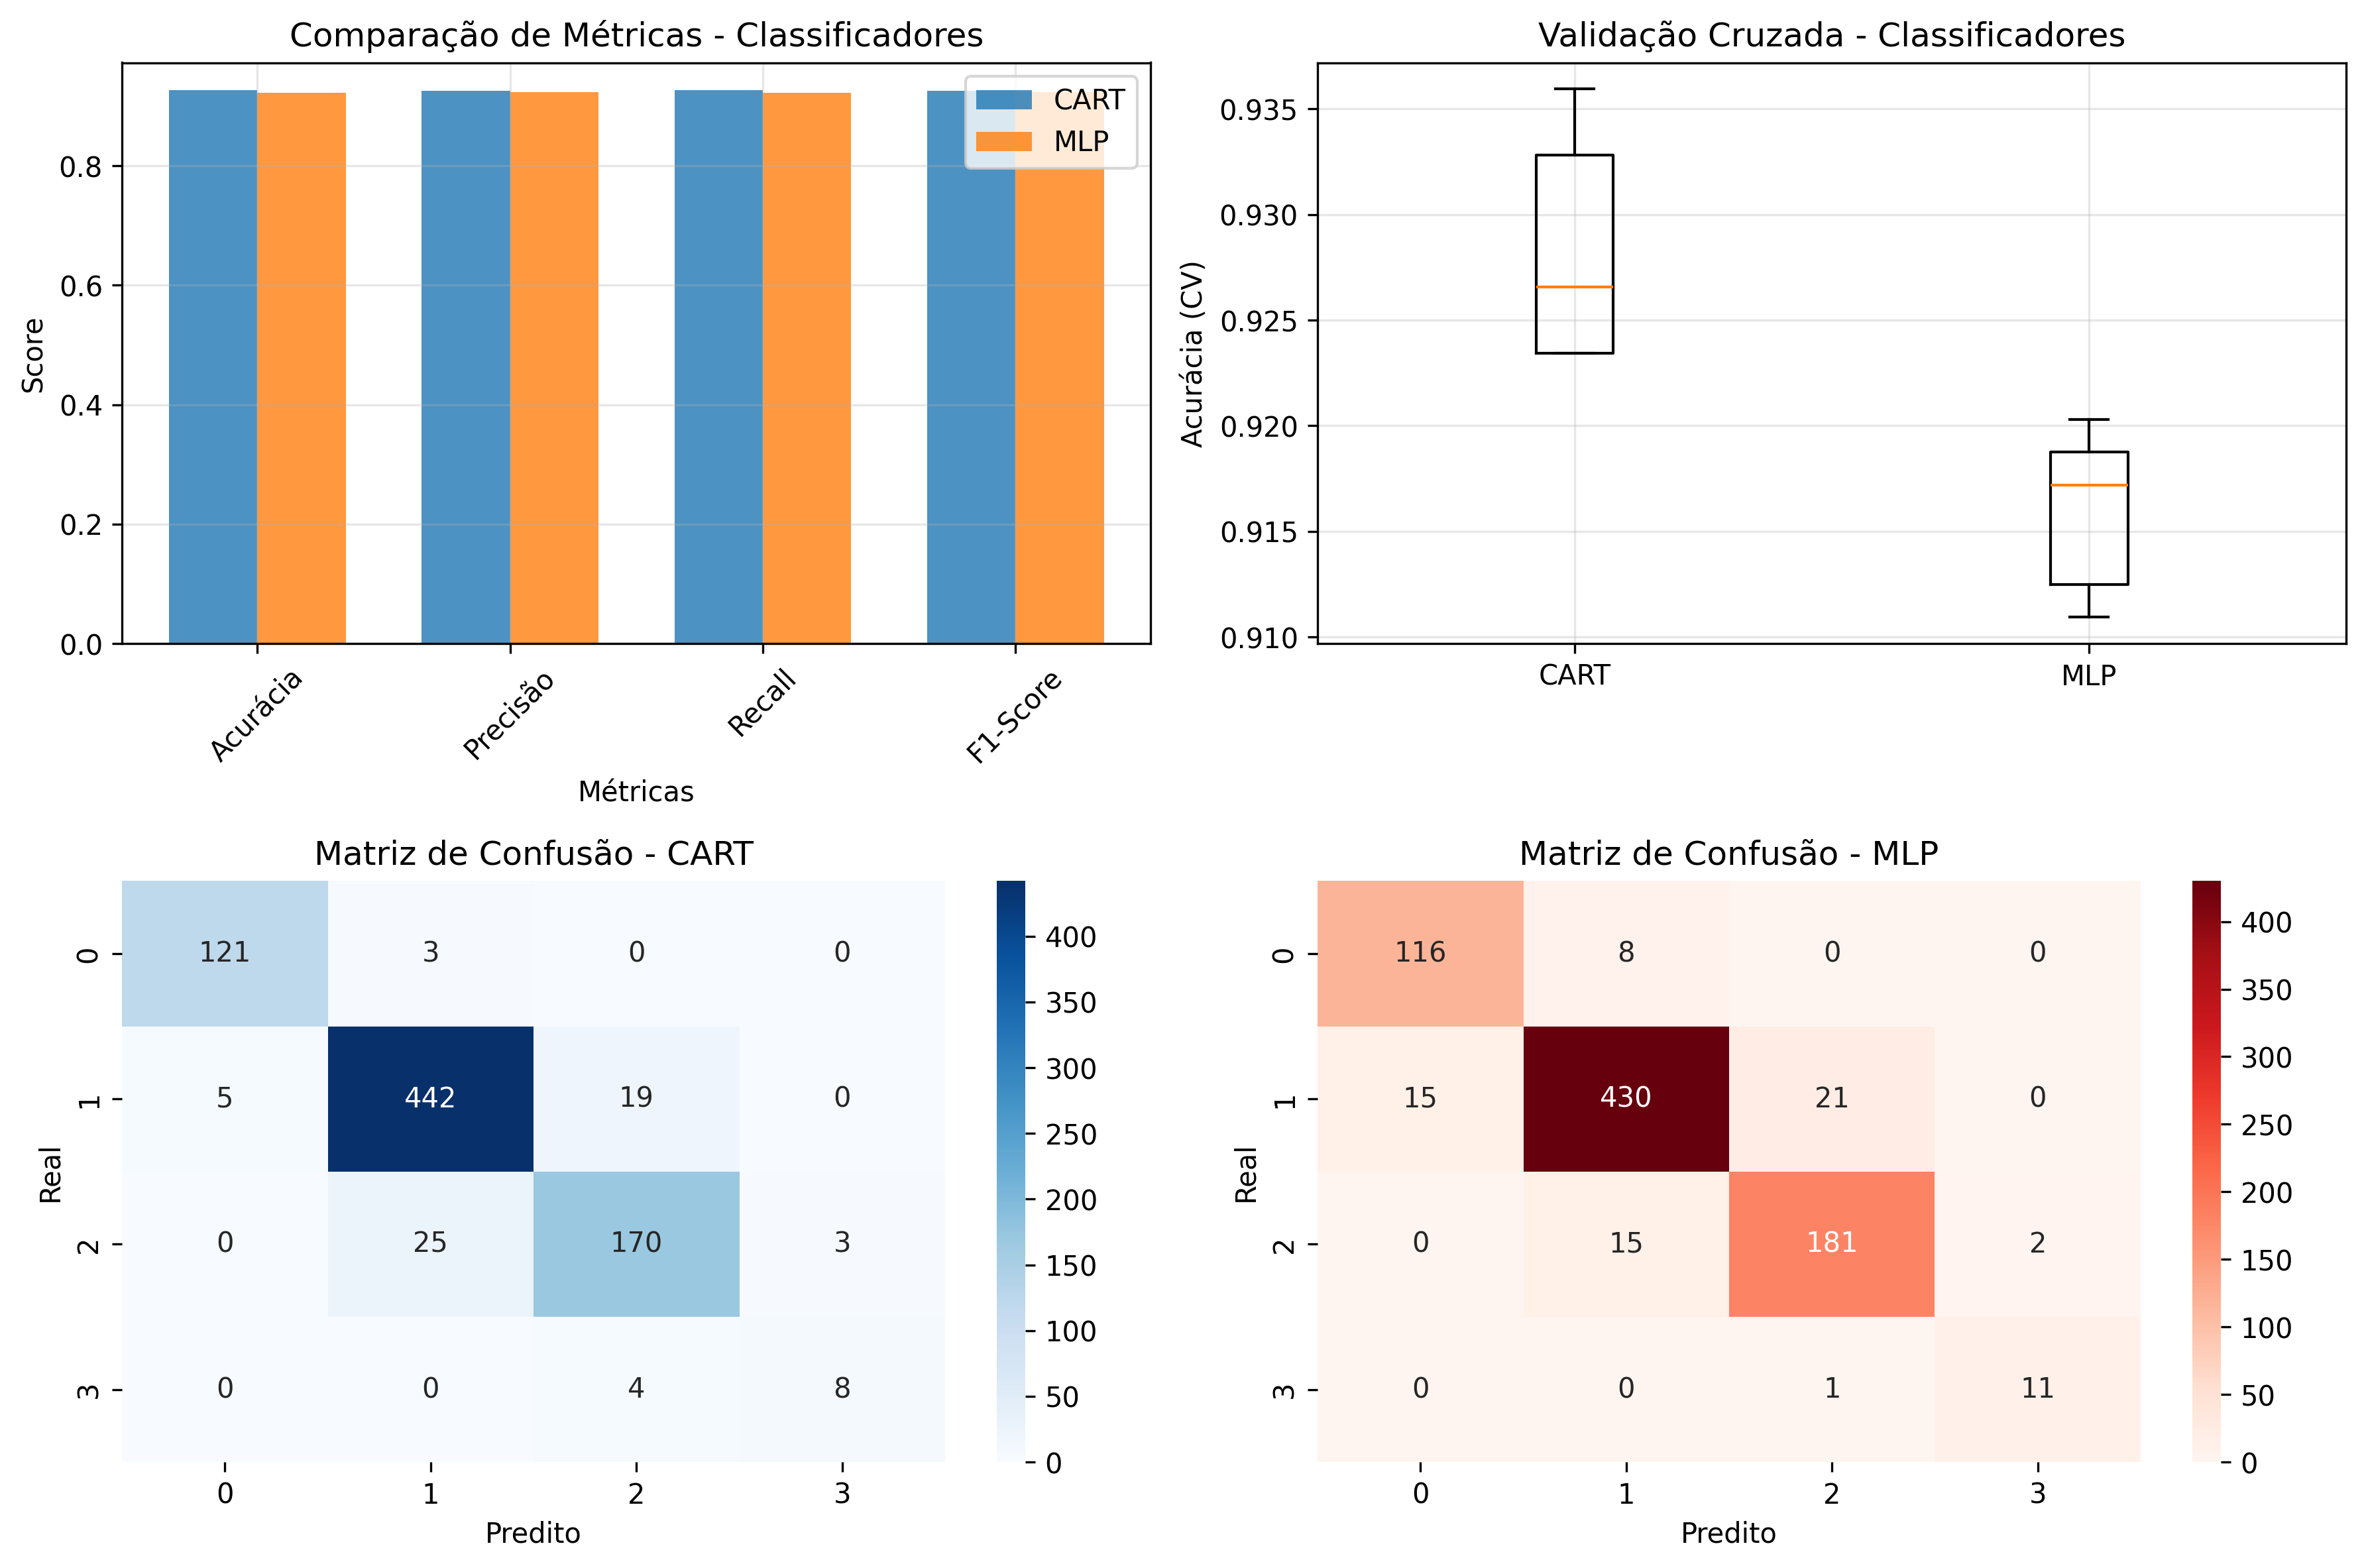 Comparação de Métricas - Classificadores
Score
0.8
0.6
0.4
0.2
0.0
CART
MLP
Acurácia
Precisão
Recall
F1-Score
Métricas
Validação Cruzada - Classificadores
Acurácia (CV)
0.935
0.930
0.925
0.920
0.915
0.910
CART
MLP
Matriz de Confusão - CART
Real
0
121 3 0 0
1
5 442 19 0
2
0 25 170 3
3
0 0 4 8
0 1 2 3
Predito
400
350
300
250
200
150
100
50
0
Matriz de Confusão - MLP
Real
0
116 8 0 0
1
15 430 21 0
2
0 15 181 2
3
0 0 1 11
0 1 2 3
Predito
400
350
300
250
200
150
100
50
0